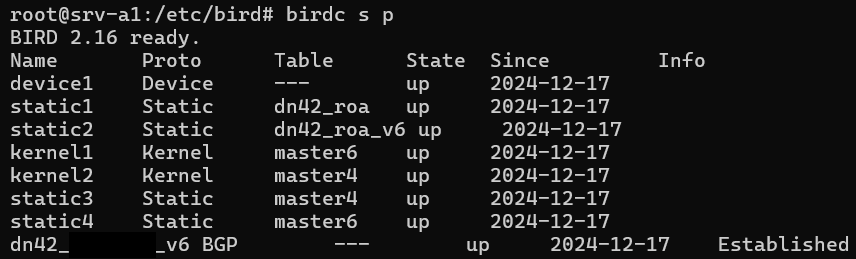 root@srv-a1:/etc/bird# birdc s p
BIRD 2.16 ready.
Name       Proto      Table      State  Since         Info
device1    Device     ---        up     2024-12-17
static1    Static     dn42_roa   up     2024-12-17
static2    Static     dn42_roa_v6 up     2024-12-17
kernel1    Kernel     master6    up     2024-12-17
kernel2    Kernel     master4    up     2024-12-17
static3    Static     master4    up     2024-12-17
static4    Static     master6    up     2024-12-17
dn42_ _v6 BGP        ---        up     2024-12-17    Established